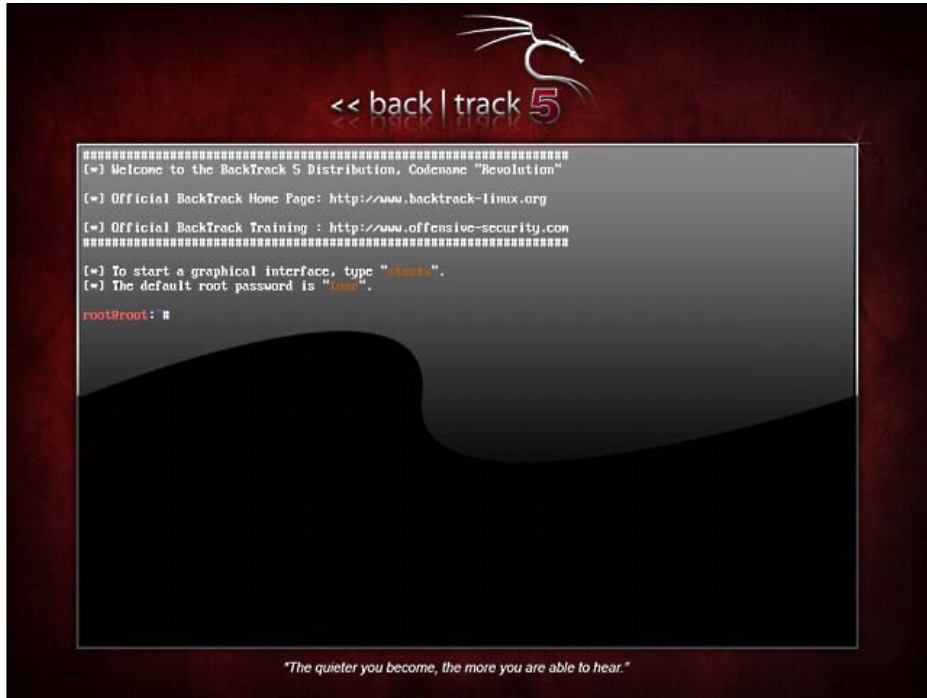 << back | track 5
####################################################################
[*] Welcome to the BackTrack 5 Distribution, Codename "Revolution"
[*] Official BackTrack Home Page: http://www.backtrack-linux.org
[*] Official BackTrack Training : http://www.offensive-security.com
####################################################################
[*] To start a graphical interface, type "startx".
[*] The default root password is "toor".
root@root:~#
"The quieter you become, the more you are able to hear."